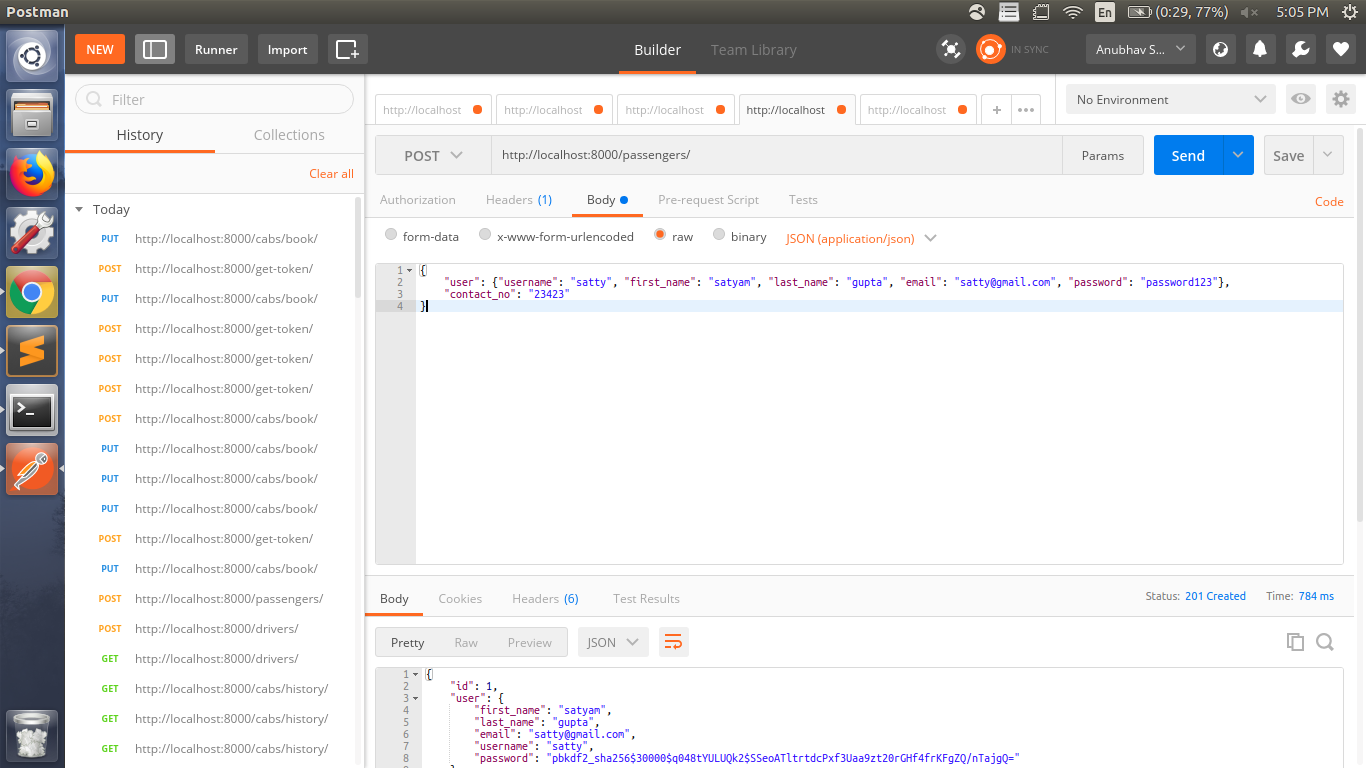 Postman
En
(0:29, 77%)
5:05 PM
NEW
Runner
Import
Builder
Team Library
IN SYNC
Anubhav S...
Filter
History
Collections
Clear all
Today
PUT http://localhost:8000/cabs/book/
POST http://localhost:8000/get-token/
PUT http://localhost:8000/cabs/book/
POST http://localhost:8000/get-token/
POST http://localhost:8000/get-token/
POST http://localhost:8000/get-token/
POST http://localhost:8000/cabs/book/
PUT http://localhost:8000/cabs/book/
PUT http://localhost:8000/cabs/book/
PUT http://localhost:8000/cabs/book/
POST http://localhost:8000/get-token/
PUT http://localhost:8000/cabs/book/
POST http://localhost:8000/passengers/
POST http://localhost:8000/drivers/
GET http://localhost:8000/drivers/
GET http://localhost:8000/cabs/history/
GET http://localhost:8000/cabs/history/
GET http://localhost:8000/cabs/history/
http://localhost http://localhost http://localhost http://localhost http://localhost + •••
No Environment
POST http://localhost:8000/passengers/ Params Send Save
Authorization Headers (1) Body Pre-request Script Tests Code
form-data x-www-form-urlencoded raw binary JSON (application/json)
1 {
2 "user": {"username": "satty", "first_name": "satyam", "last_name": "gupta", "email": "satty@gmail.com", "password": "password123"},
3 "contact_no": "23423"
4 }
Body Cookies Headers (6) Test Results Status: 201 Created Time: 784 ms
Pretty Raw Preview JSON
1 {
2 "id": 1,
3 "user": {
4 "first_name": "satyam",
5 "last_name": "gupta",
6 "email": "satty@gmail.com",
7 "username": "satty",
8 "password": "pbkdf2_sha256$30000$q048tYULUQk2$SSeoATltrtdcPxf3Uaa9zt20rGHf4frKFgZQ/nTajgQ="